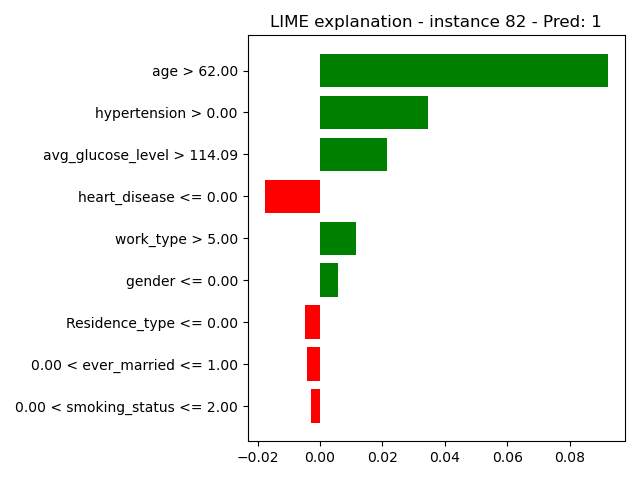 LIME explanation - instance 82 - Pred: 1
age > 62.00
hypertension > 0.00
avg_glucose_level > 114.09
heart_disease <= 0.00
work_type > 5.00
gender <= 0.00
Residence_type <= 0.00
0.00 < ever_married <= 1.00
0.00 < smoking_status <= 2.00
−0.02 0.00 0.02 0.04 0.06 0.08